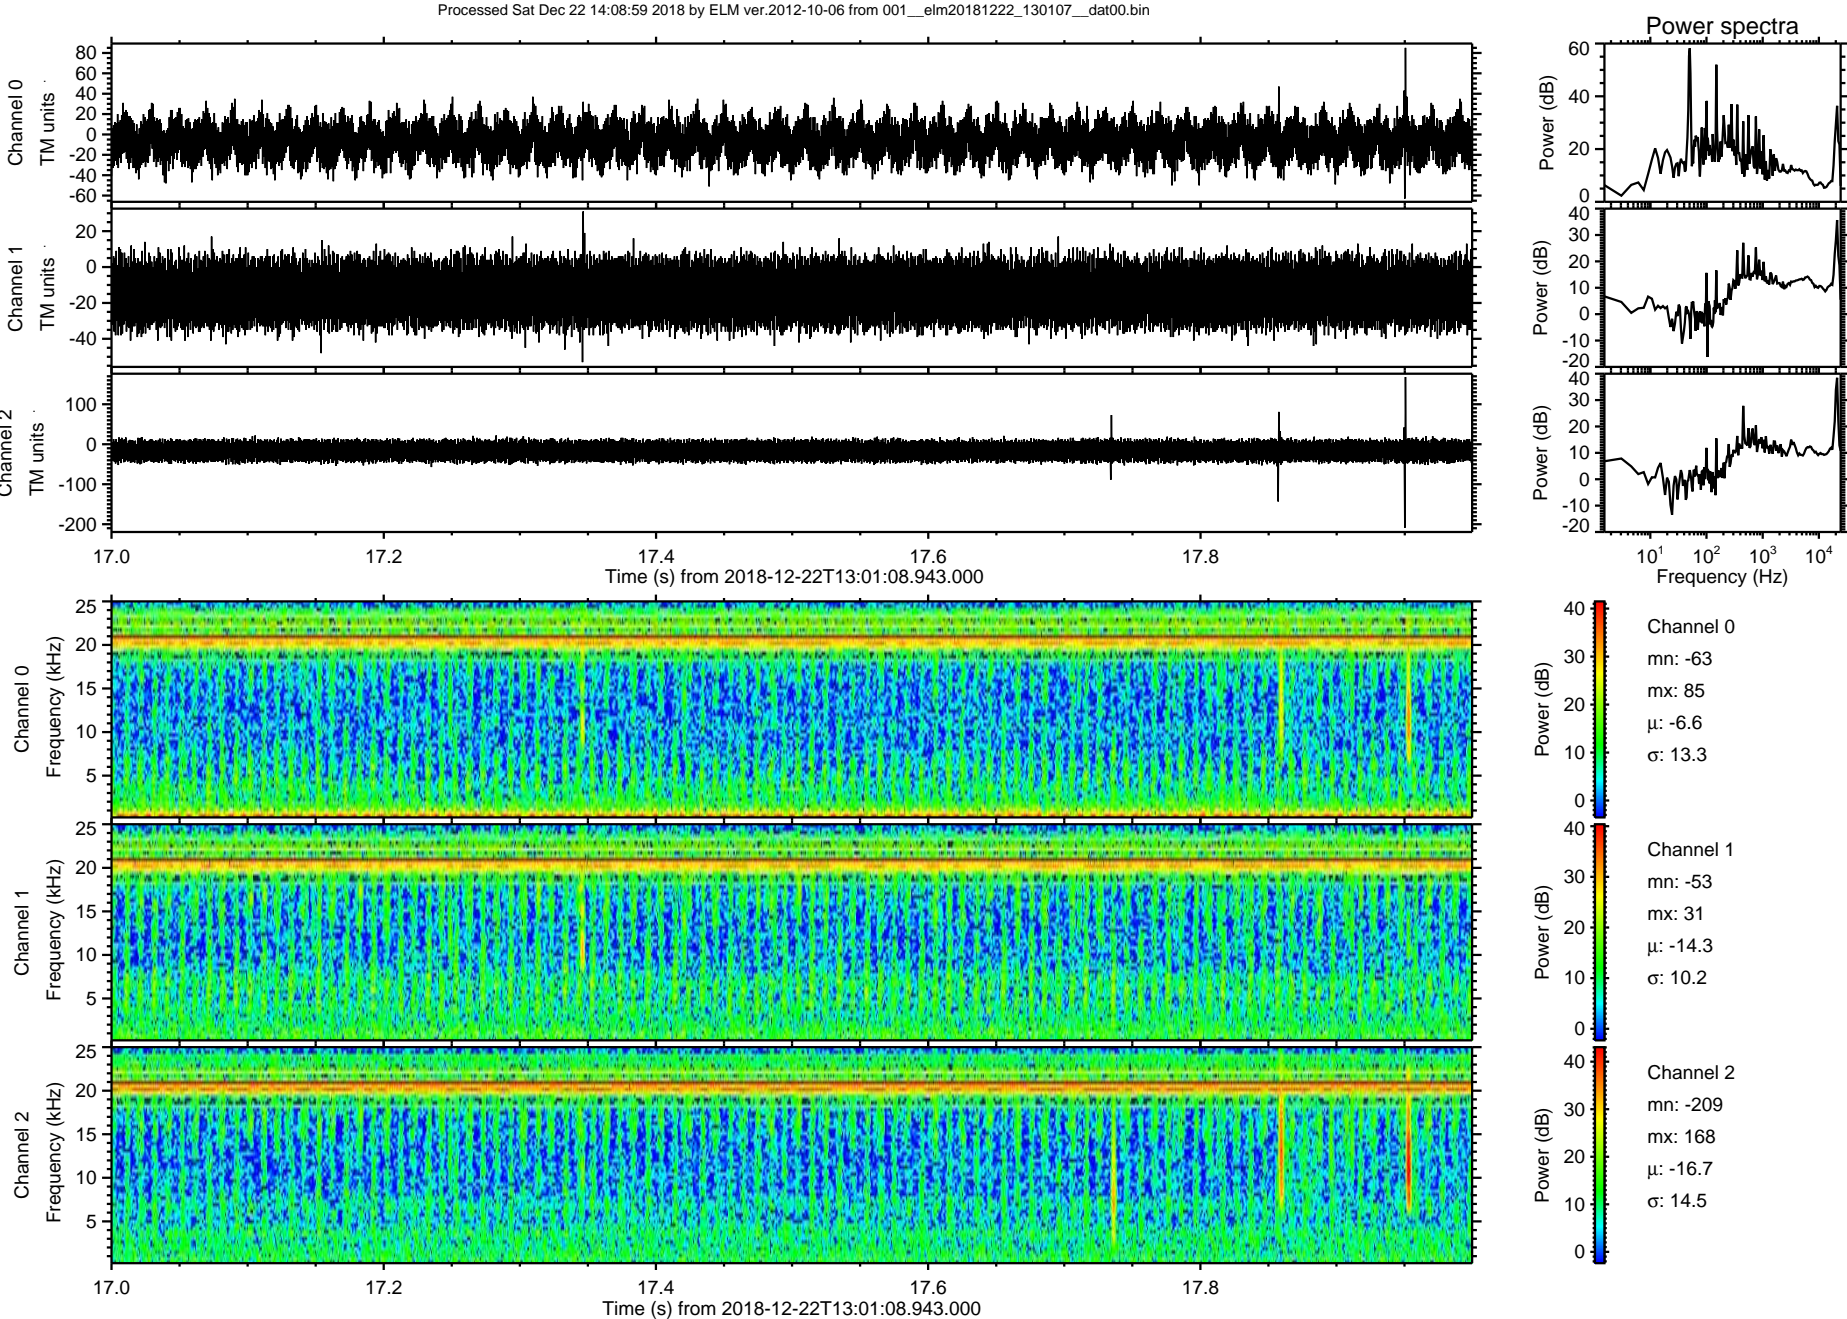 Processed Sat Dec 22 14:08:59 2018 by ELM ver.2012-10-06 from 001__elm20181222_130107__dat00.bin
Power spectra
Channel 0
TM units
80
60
40
20
0
-20
-40
-60
Power (dB)
60
40
20
0
Channel 1
TM units
20
0
-20
-40
Power (dB)
40
30
20
10
0
-10
-20
Channel 2
TM units
100
0
-100
-200
Power (dB)
40
30
20
10
0
-10
-20
17.0 17.2 17.4 17.6 17.8
Time (s) from 2018-12-22T13:01:08.943.000
10¹ 10² 10³ 10⁴
Frequency (Hz)
Channel 0
Frequency (kHz)
25
20
15
10
5
Power (dB)
40
30
20
10
0
Channel 0
mn: -63
mx: 85
μ: -6.6
σ: 13.3
Channel 1
Frequency (kHz)
25
20
15
10
5
Power (dB)
40
30
20
10
0
Channel 1
mn: -53
mx: 31
μ: -14.3
σ: 10.2
Channel 2
Frequency (kHz)
25
20
15
10
5
Power (dB)
40
30
20
10
0
Channel 2
mn: -209
mx: 168
μ: -16.7
σ: 14.5
17.0 17.2 17.4 17.6 17.8
Time (s) from 2018-12-22T13:01:08.943.000